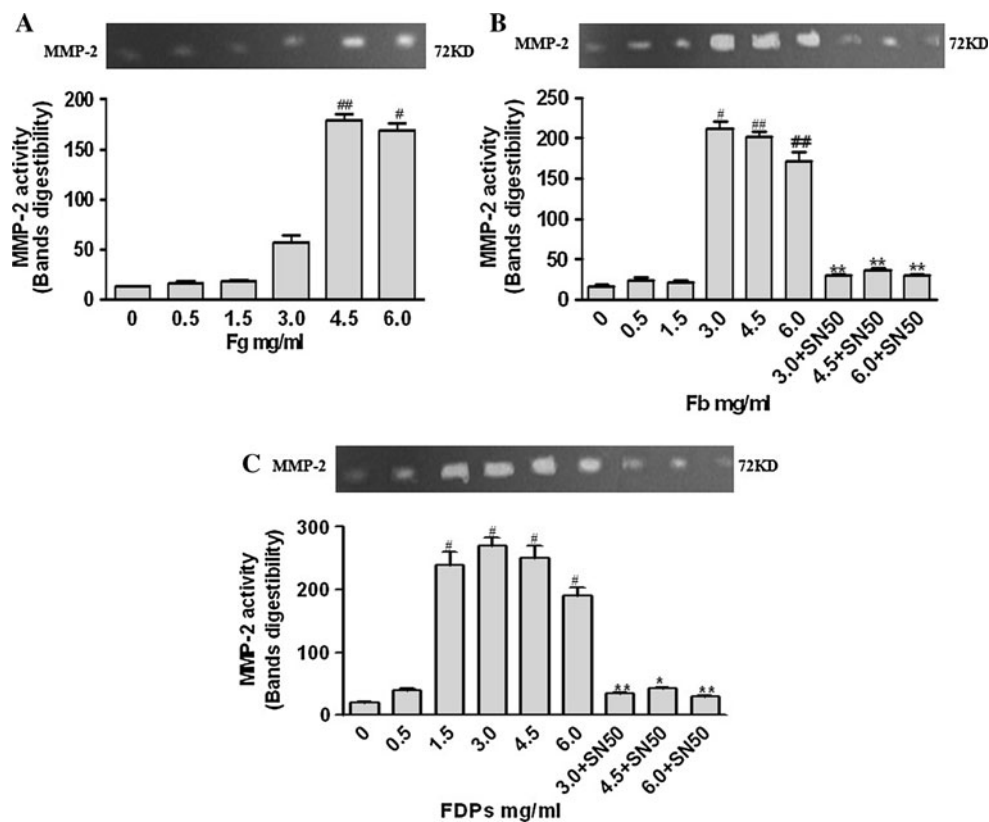 A
MMP-2
72KD
MMP-2 activity
(Bands digestibility)
200
150
100
50
0
##
#
0 0.5 1.5 3.0 4.5 6.0
Fg mg/ml
B
MMP-2
72KD
MMP-2 activity
(Bands digestibility)
250
200
150
100
50
0
#
##
##
**
**
**
0 0.5 1.5 3.0 4.5 6.0 3.0+SN50 4.5+SN50 6.0+SN50
Fb mg/ml
C
MMP-2
72KD
MMP-2 activity
(Bands digestibility)
300
200
100
0
#
#
#
#
**
*
**
0 0.5 1.5 3.0 4.5 6.0 3.0+SN50 4.5+SN50 6.0+SN50
FDPs mg/ml